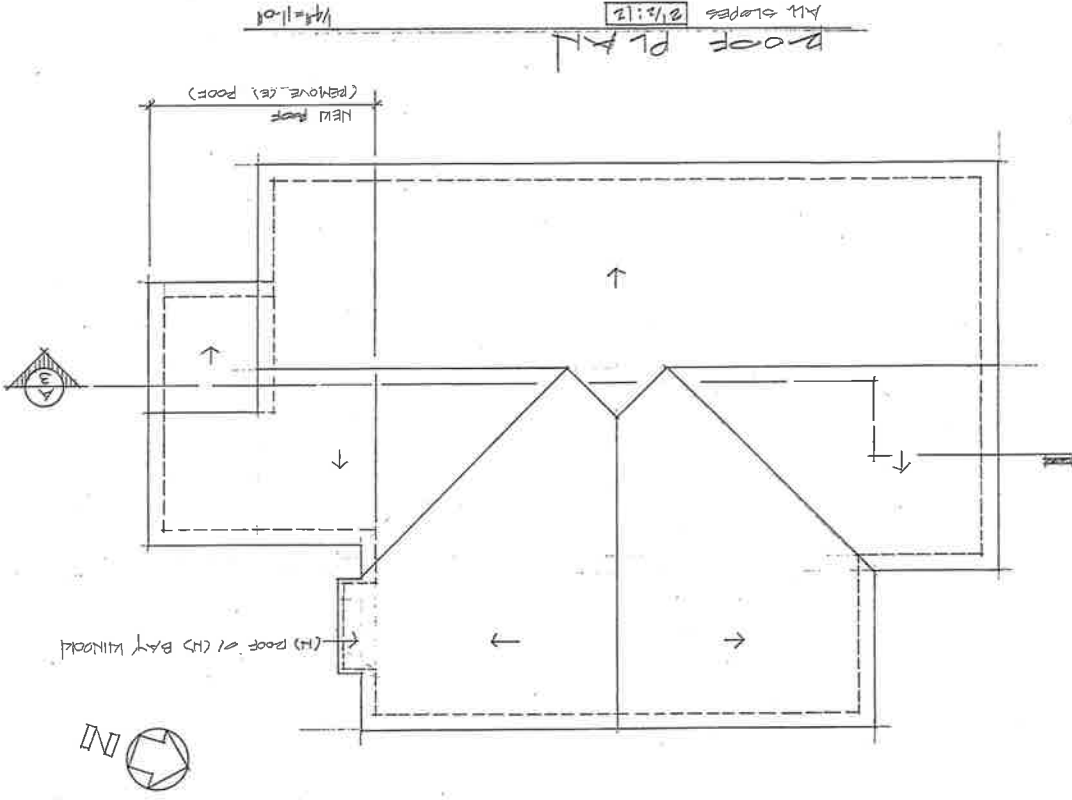 N
(N) ROOF O/ (N) BAY WINDOW
A
3
NEW ROOF
(REMOVE (E) ROOF)
ROOF PLAN
ALL SLOPES 2 1/2:12
1/4"=1'-0"